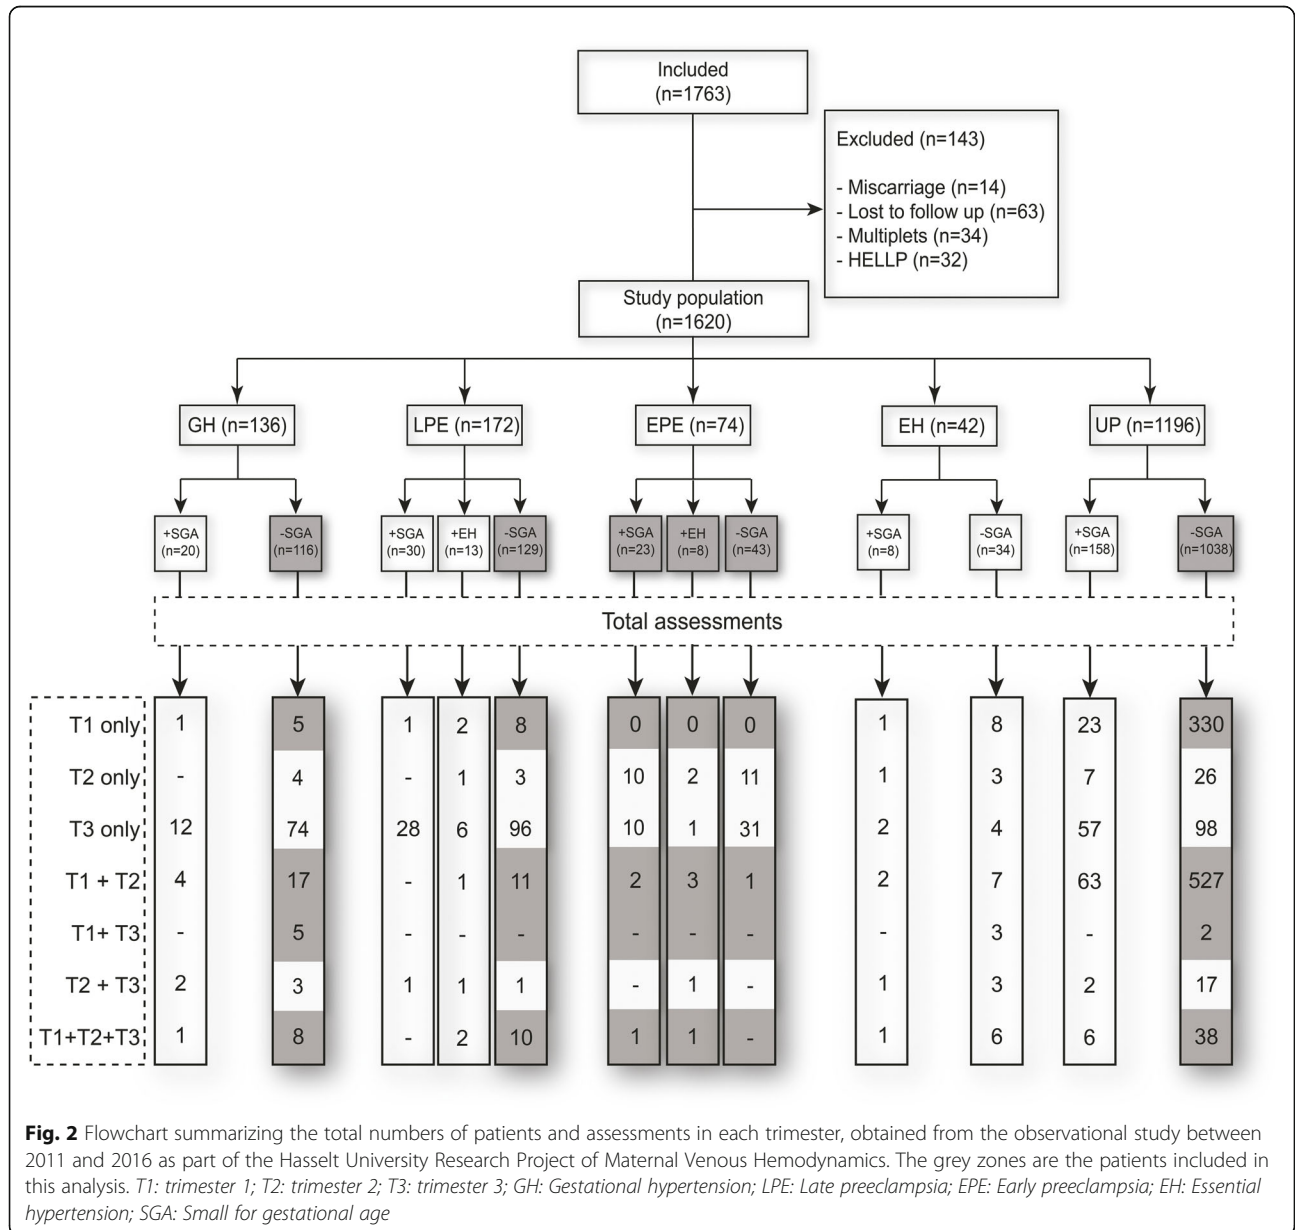 Included
(n=1763)
Excluded (n=143)
- Miscarriage (n=14)
- Lost to follow up (n=63)
- Multiplets (n=34)
- HELLP (n=32)
Study population
(n=1620)
GH (n=136) LPE (n=172) EPE (n=74) EH (n=42) UP (n=1196)
+SGA -SGA +SGA +EH -SGA +SGA +EH -SGA +SGA -SGA +SGA -SGA
(n=20) (n=116) (n=30) (n=13) (n=129) (n=23) (n=8) (n=43) (n=8) (n=34) (n=158) (n=1038)
Total assessments
T1 only 1 5 1 2 8 0 0 0 1 8 23 330
T2 only - 4 - 1 3 10 2 11 1 3 7 26
T3 only 12 74 28 6 96 10 1 31 2 4 57 98
T1 + T2 4 17 - 1 11 2 3 1 2 7 63 527
T1+ T3 - 5 - - - - - - - 3 - 2
T2 + T3 2 3 1 1 1 - 1 - 1 3 2 17
T1+T2+T3 1 8 - 2 10 1 1 - 1 6 6 38
Fig. 2 Flowchart summarizing the total numbers of patients and assessments in each trimester, obtained from the observational study between
2011 and 2016 as part of the Hasselt University Research Project of Maternal Venous Hemodynamics. The grey zones are the patients included in
this analysis. T1: trimester 1; T2: trimester 2; T3: trimester 3; GH: Gestational hypertension; LPE: Late preeclampsia; EPE: Early preeclampsia; EH: Essential
hypertension; SGA: Small for gestational age